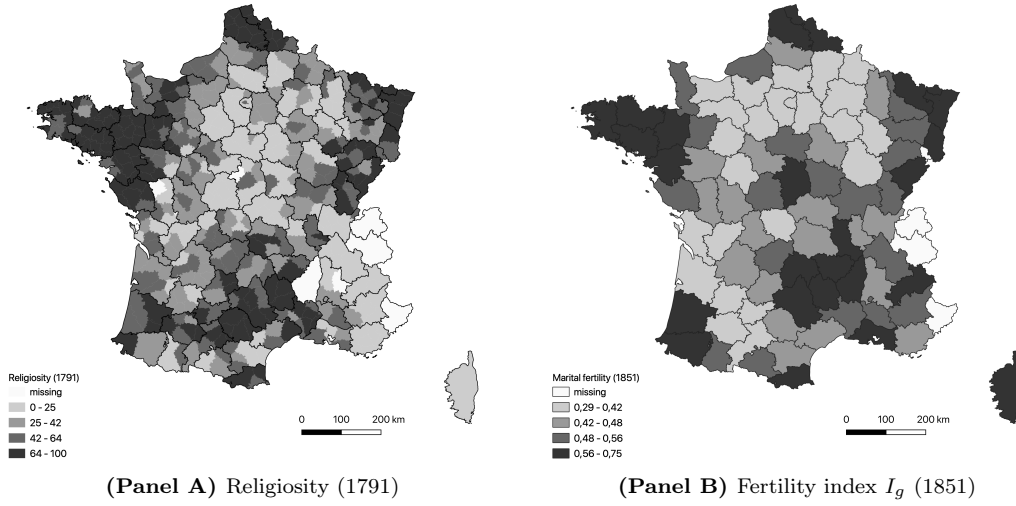 Religiosity (1791)
missing
0 - 25
25 - 42
42 - 64
64 - 100
0 100 200 km
Marital fertility (1851)
missing
0,29 - 0,42
0,42 - 0,48
0,48 - 0,56
0,56 - 0,75
0 100 200 km
(Panel A) Religiosity (1791)
(Panel B) Fertility index I_g (1851)